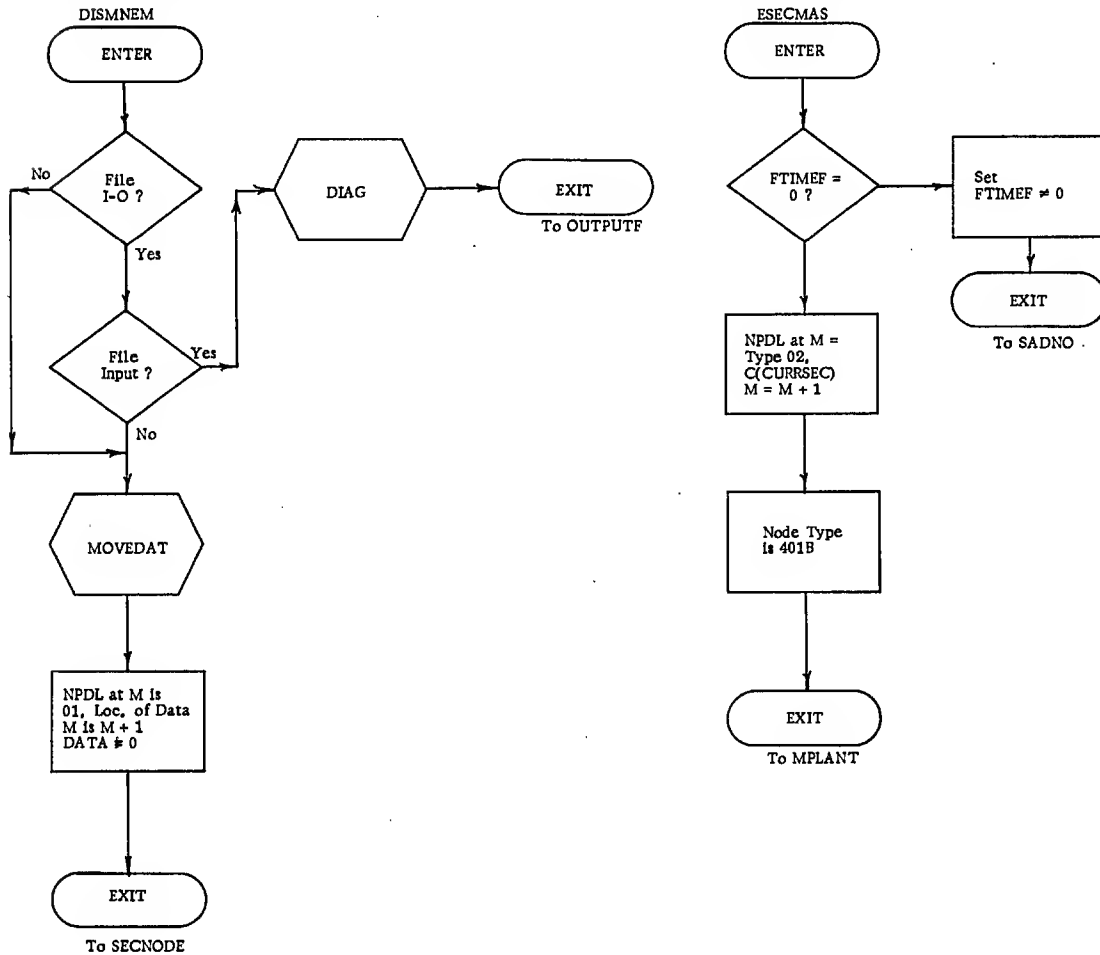 DISMNEM
ENTER
File
I-O ?
No
Yes
File
Input ?
Yes
No
DIAG
EXIT
To OUTPUTF
MOVEDAT
NPDL at M is
01, Loc. of Data
M is M + 1
DATA ≠ 0
EXIT
To SECNODE
ESECMAS
ENTER
FTIMEF =
0 ?
Set
FTIMEF ≠ 0
EXIT
To SADNO
NPDL at M =
Type 02,
C(CURRSEC)
M = M + 1
Node Type
is 401B
EXIT
To MPLANT